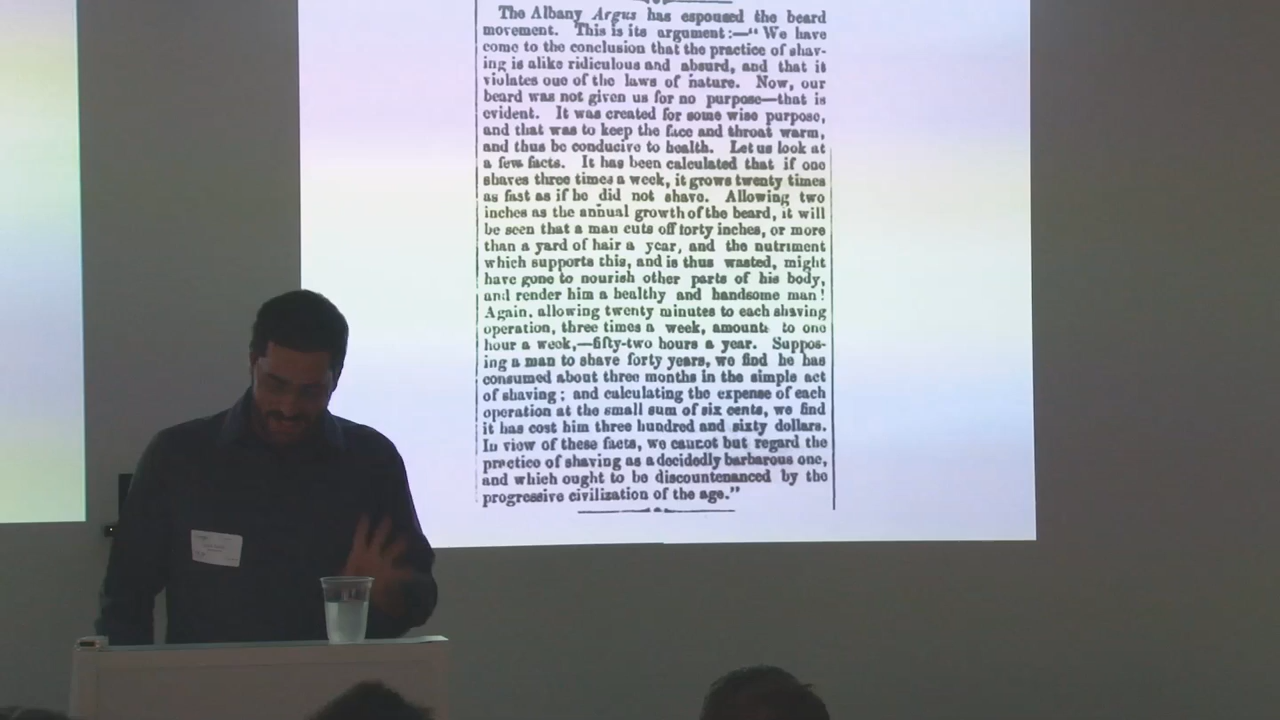 The Albany Argus has espoused the beard
movement. This is its argument:—“ We have
come to the conclusion that the practice of shav-
ing is alike ridiculous and absurd, and that it
violates one of the laws of nature. Now, our
beard was not given us for no purpose—that is
evident. It was created for some wise purpose,
and that was to keep the face and throat warm,
and thus be conducive to health. Let us look at
a few facts. It has been calculated that if one
shaves three times a week, it grows twenty times
as fast as if he did not shave. Allowing two
inches as the annual growth of the beard, it will
be seen that a man cuts off forty inches, or more
than a yard of hair a year, and the nutriment
which supports this, and is thus wasted, might
have gone to nourish other parts of his body,
and render him a healthy and handsome man!
Again, allowing twenty minutes to each shaving
operation, three times a week, amounts to one
hour a week,—fifty-two hours a year. Suppos-
ing a man to shave forty years, we find he has
consumed about three months in the simple act
of shaving; and calculating the expense of each
operation at the small sum of six cents, we find
it has cost him three hundred and sixty dollars.
In view of these facts, we cannot but regard the
practice of shaving as a decidedly barbarous one,
and which ought to be discountenanced by the
progressive civilization of the age.”